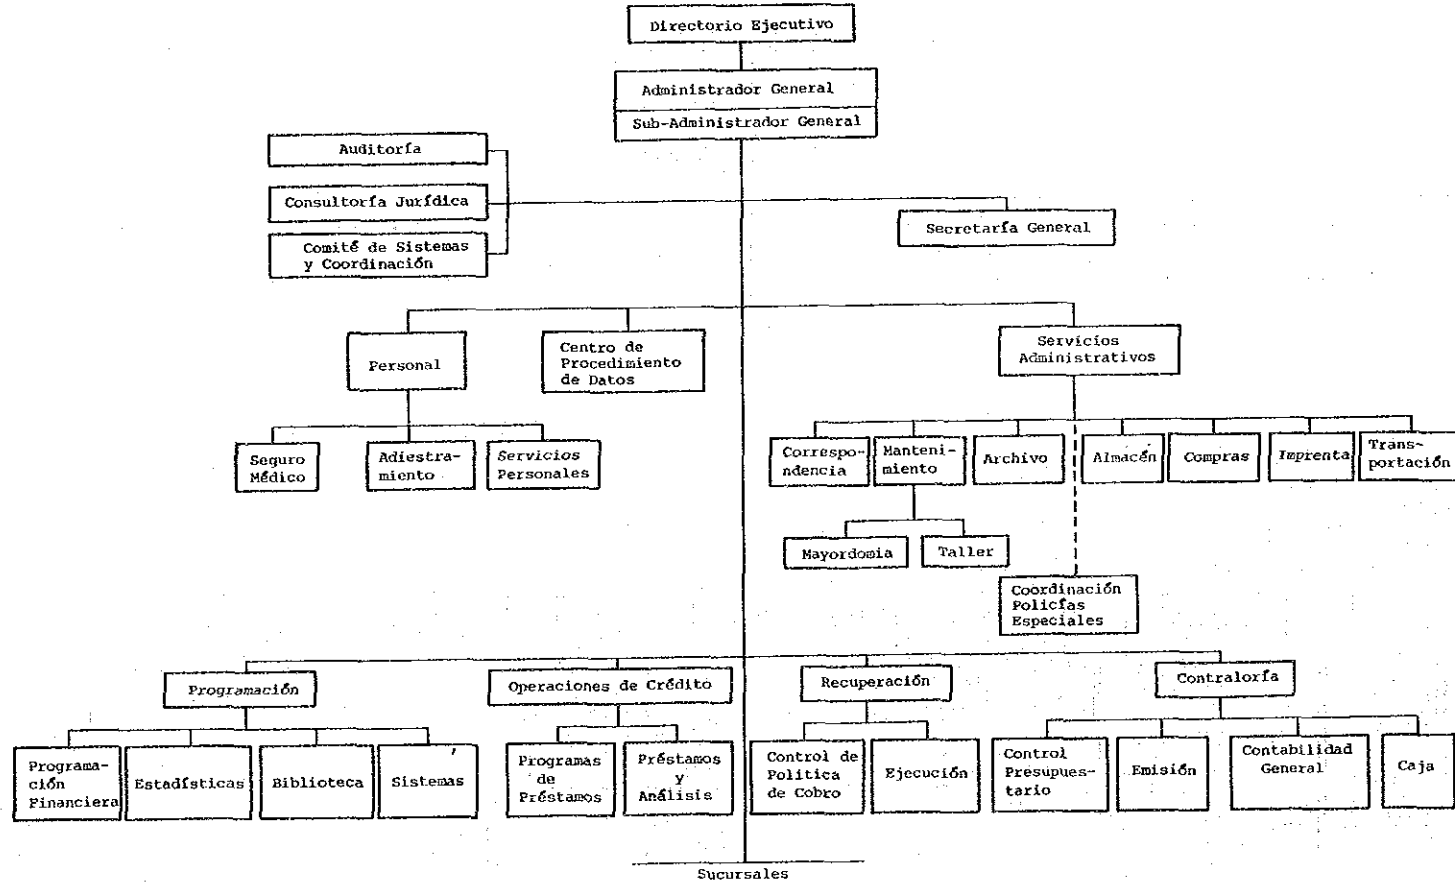 Directorio Ejecutivo
Administrador General
Sub-Administrador General
Auditoría
Consultoría Jurídica
Comité de Sistemas
y Coordinación
Secretaría General
Personal
Centro de
Procedimiento
de Datos
Servicios
Administrativos
Seguro
Médico
Adiestra-
miento
Servicios
Personales
Correspo-
ndencia
Manteni-
miento
Archivo
Almacén
Compras
Imprenta
Trans-
portación
Mayordomia
Taller
Coordinación
Policías
Especiales
Programación
Operaciones de Crédito
Recuperación
Contraloría
Programa-
ción
Financiera
Estadísticas
Biblioteca
Sistemas
Programas
de
Préstamos
Préstamos
y
Análisis
Control de
Politica
de Cobro
Ejecución
Control
Presupues-
tario
Emisión
Contabilidad
General
Caja
Sucursales